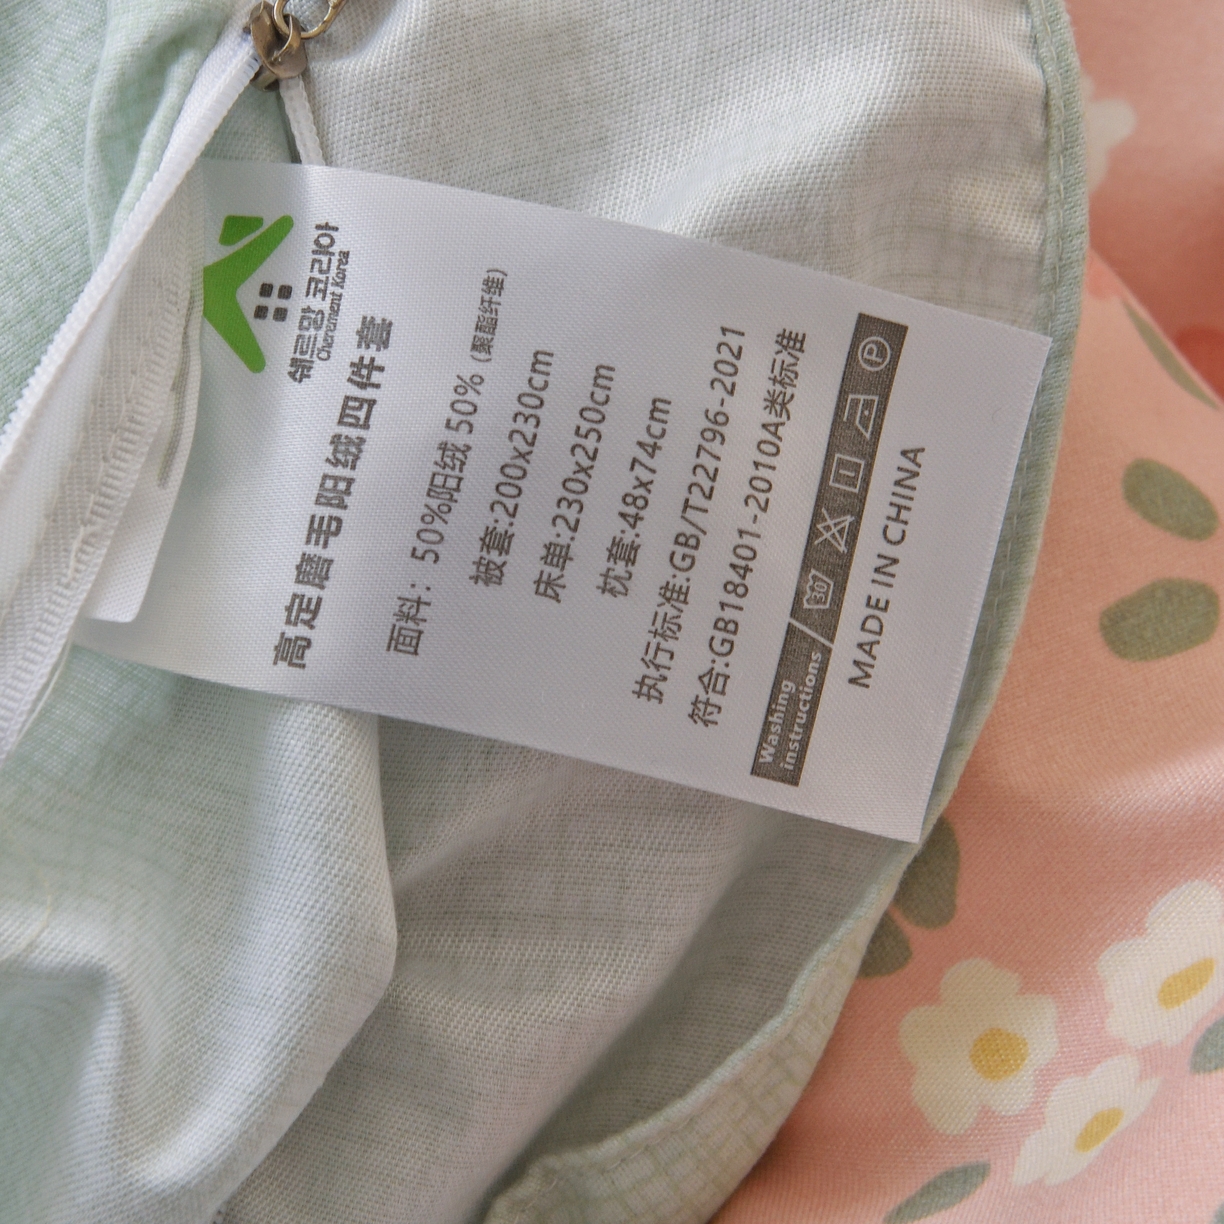 쉐르망 코리아
Cherement Korea
高定磨毛阳绒四件套
面料: 50%阳绒 50% (聚酯纤维)
被套:200x230cm
床单:230x250cm
枕套:48x74cm
执行标准:GB/T22796-2021
符合:GB18401-2010A类标准
Washing
instructions
30
P
MADE IN CHINA